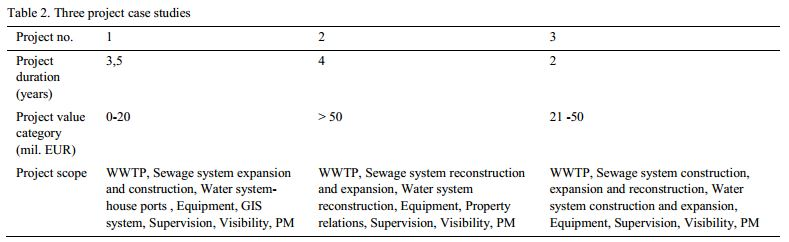 Table 2. Three project case studies
Project no. 1 2 3
Project 3,5 4 2
duration
(years)
Project value 0-20 > 50 21 -50
category
(mil. EUR)
Project scope WWTP, Sewage system expansion WWTP, Sewage system reconstruction WWTP, Sewage system construction,
and construction, Water system- and expansion, Water system expansion and reconstruction, Water
house ports , Equipment, GIS reconstruction, Equipment, Property system construction and expansion,
system, Supervision, Visibility, PM relations, Supervision, Visibility, PM Equipment, Supervision, Visibility, PM